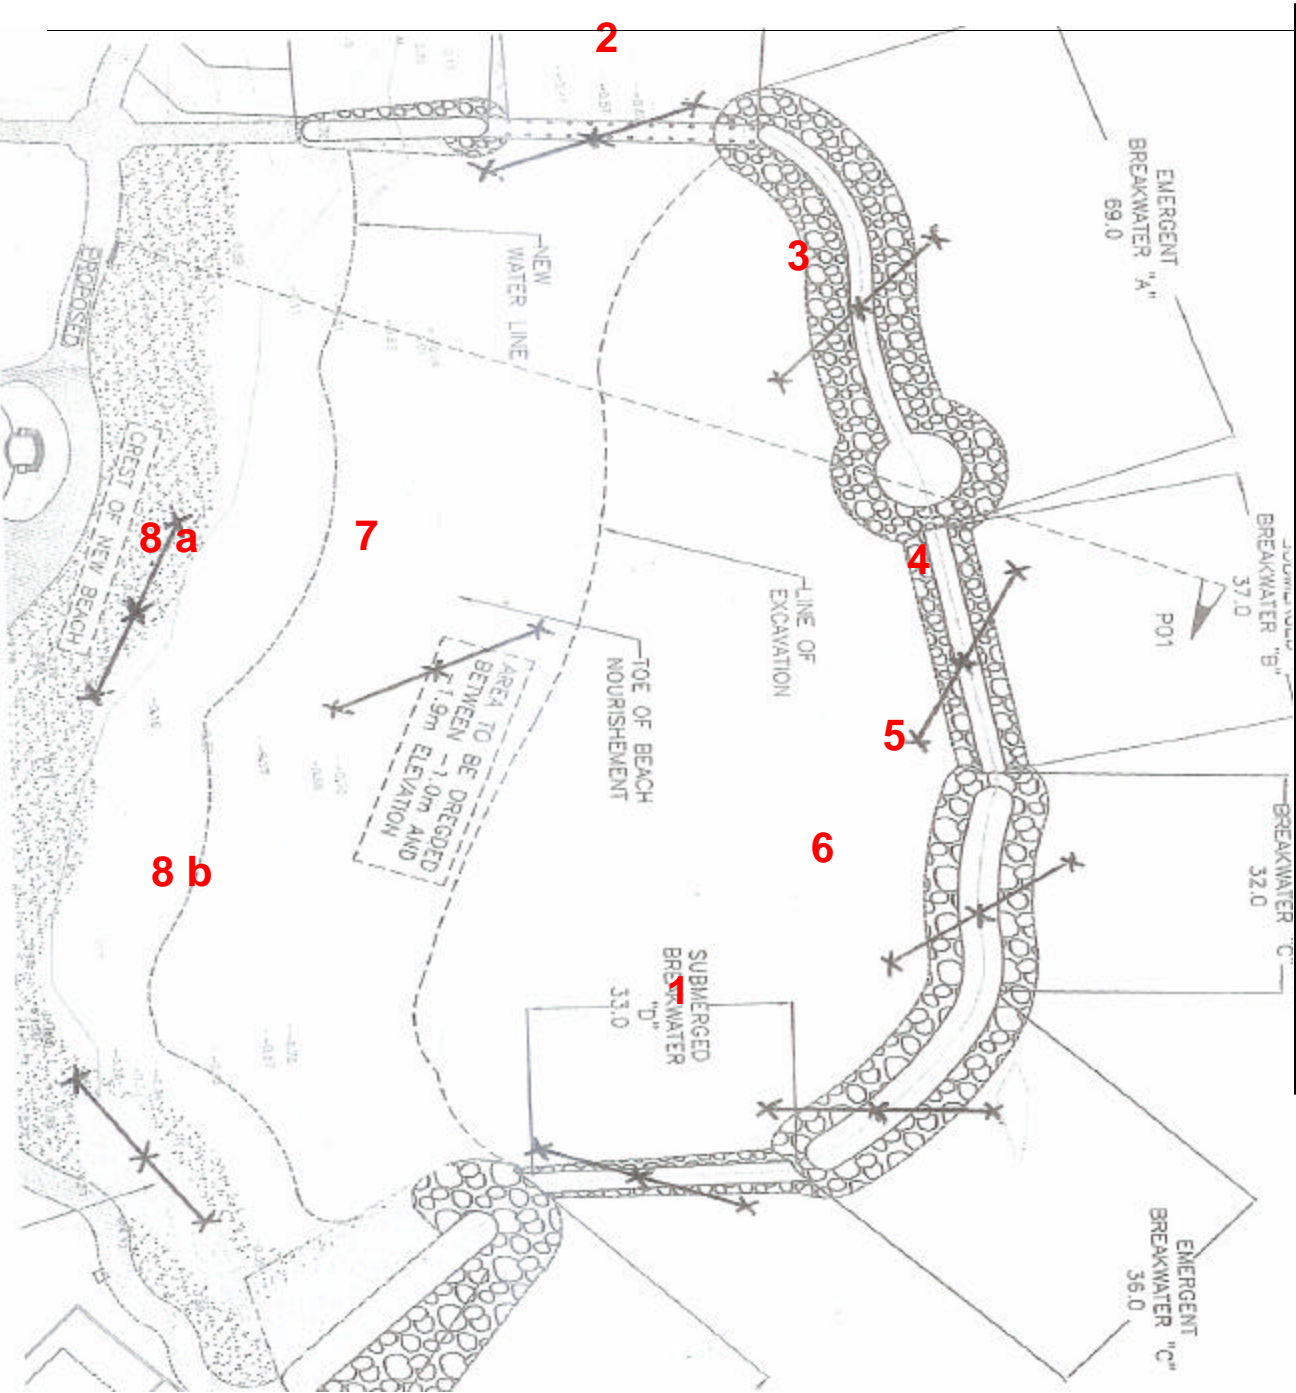 2
EMERGENT
BREAKWATER "A"
69.0
3
NEW
WATER LINE
PROPOSED
CREST OF NEW BEACH
8 a
7
4
BREAKWATER "B"
37.0
P01
LINE OF
EXCAVATION
TOE OF BEACH
NOURISHEMENT
AREA TO BE DREGDED
BETWEEN -1.0m AND
-1.9m ELEVATION
5
6
8 b
BREAKWATER "C"
32.0
SUBMERGED
BREAKWATER
"D"
33.0
1
EMERGENT
BREAKWATER "C"
36.0